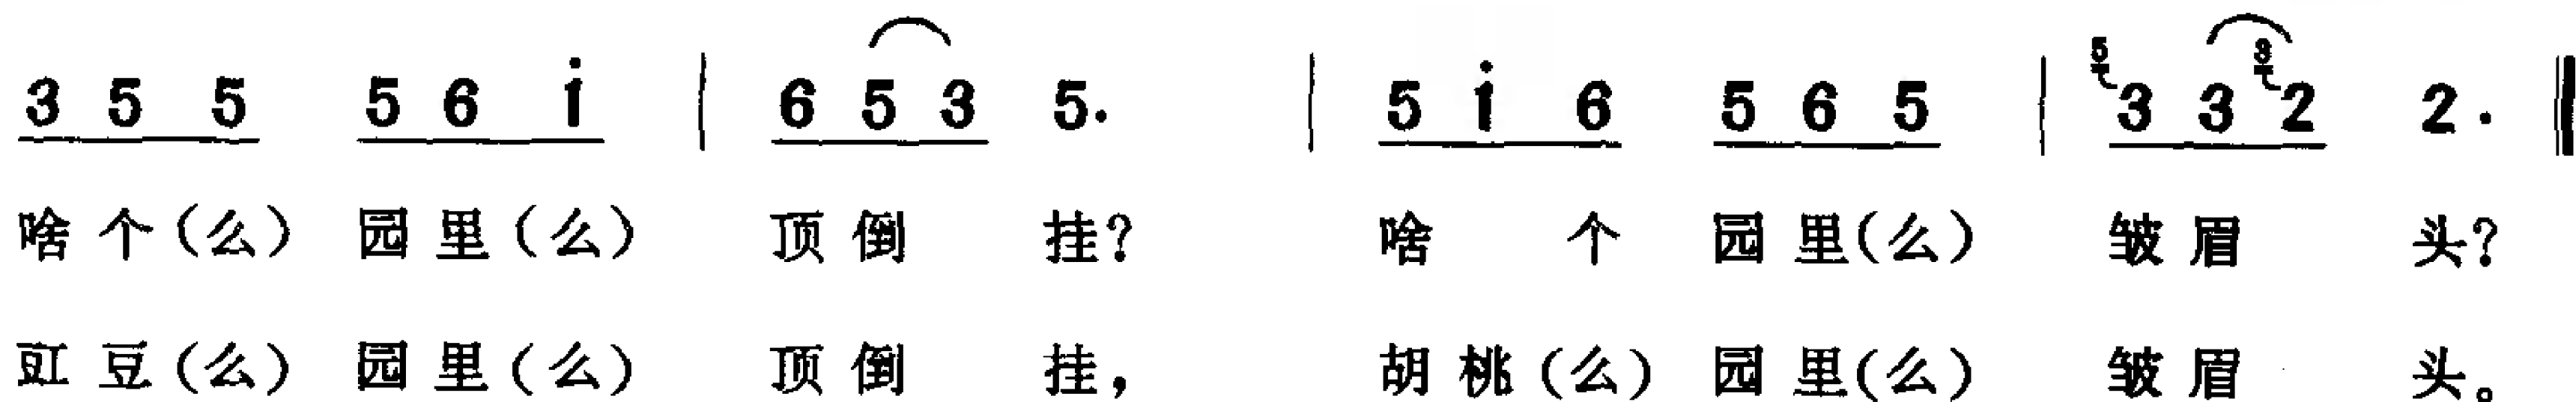 3 5 5 5 6 i | 6 5 3 5. | 5 i 6 5 6 5 | 5 3 3 3 2 2. ‖
啥个(么) 园里(么) 顶倒 挂? 啥 个 园里(么) 皱眉 头?
豇豆(么) 园里(么) 顶倒 挂, 胡桃(么) 园里(么) 皱眉 头。